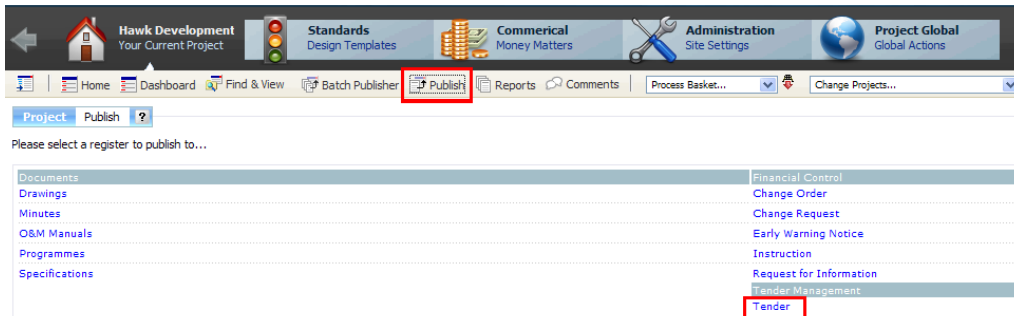 Hawk Development Standards Commerical Administration Project Global
Your Current Project Design Templates Money Matters Site Settings Global Actions
Home Dashboard Find & View Batch Publisher Publish Reports Comments Process Basket... Change Projects...
Project Publish ?
Please select a register to publish to...
Documents Financial Control
Drawings Change Order
Minutes Change Request
O&M Manuals Early Warning Notice
Programmes Instruction
Specifications Request for Information
Tender Management
Tender